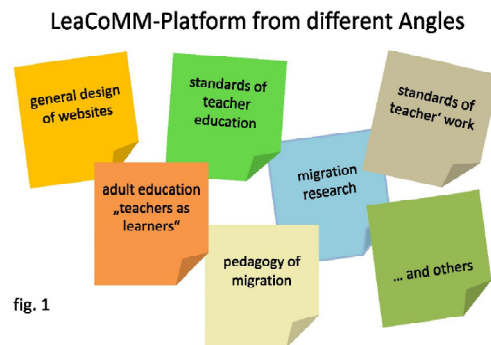 LeaCoMM-Platform from different Angles
general design
of websites
standards of
teacher
education
standards of
teacher' work
adult education
„teachers as
learners“
migration
research
pedagogy of
migration
... and others
fig. 1